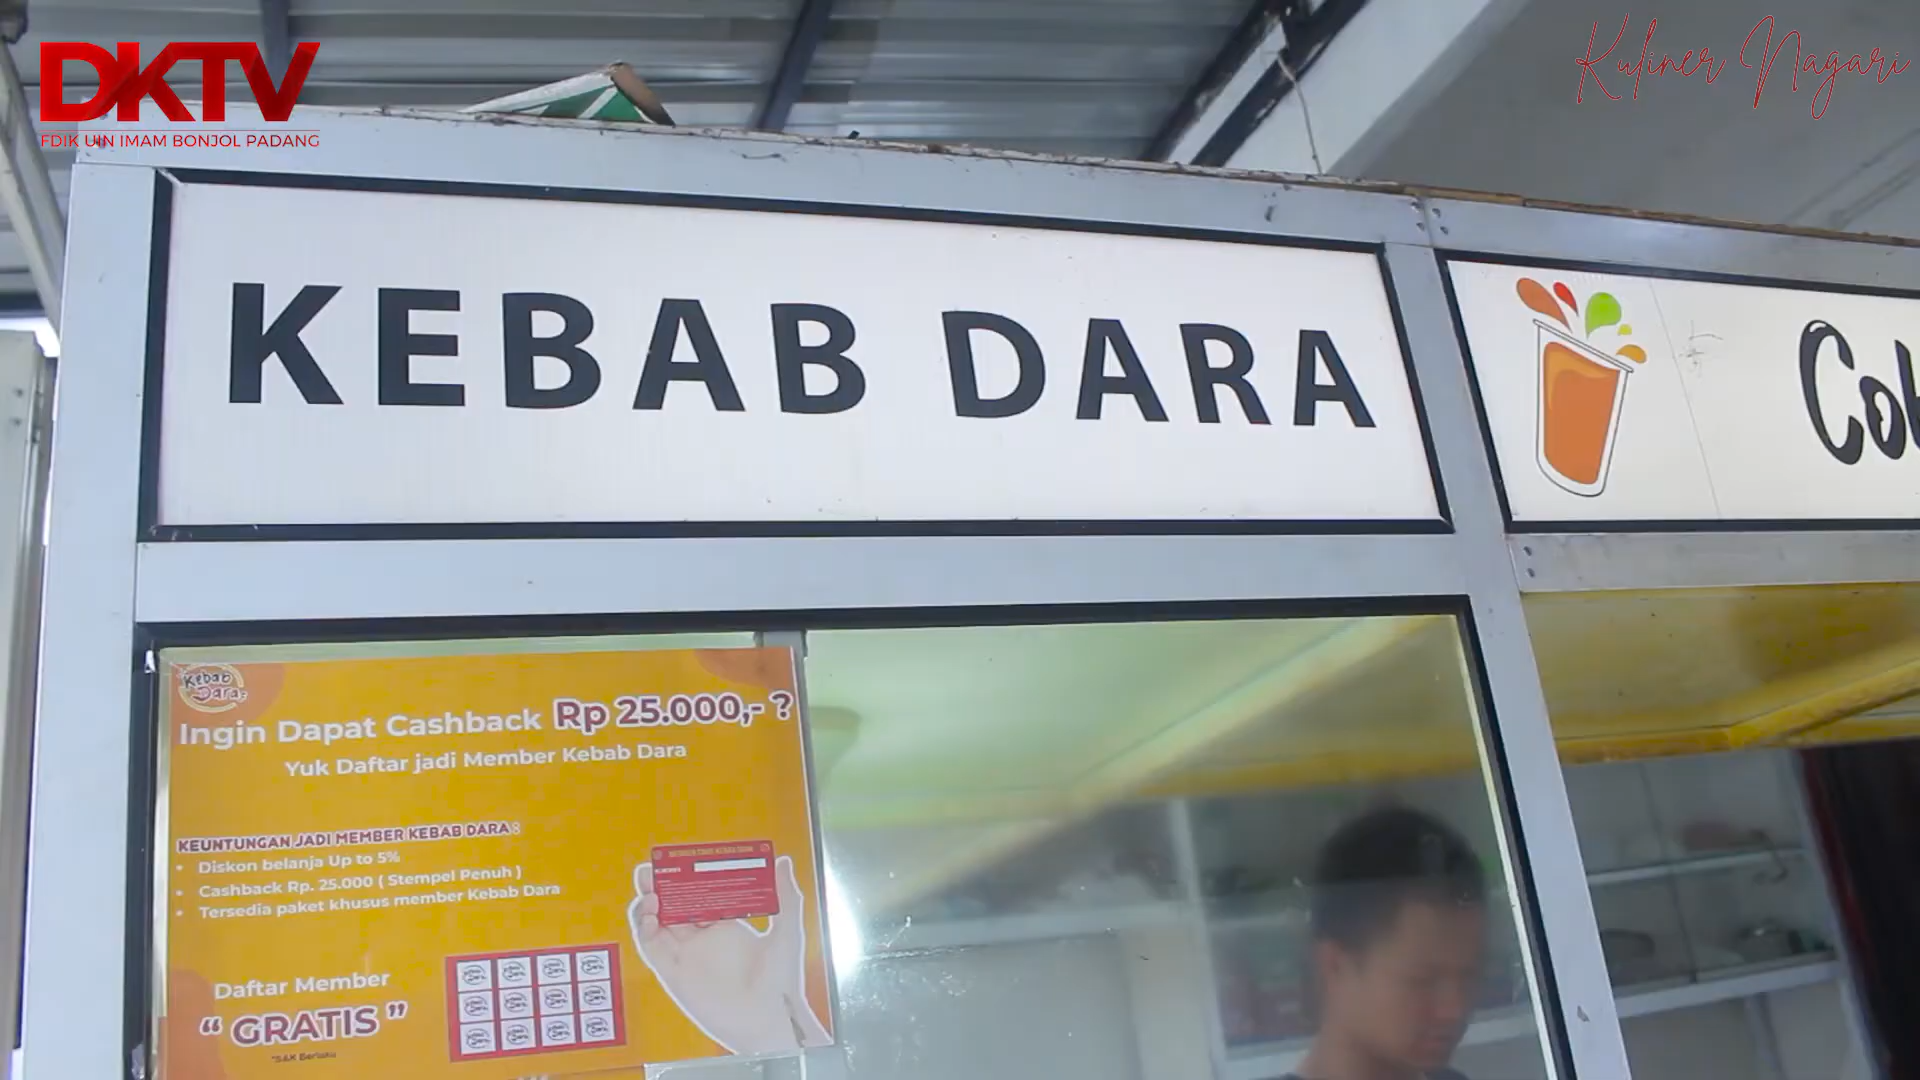 DKTV
FDIK UIN IMAM BONJOL PADANG
Kuliner Nagari
KEBAB DARA
Kebab
Dara
Ingin Dapat Cashback Rp 25.000,- ?
Yuk Daftar jadi Member Kebab Dara
KEUNTUNGAN JADI MEMBER KEBAB DARA :
• Diskon belanja Up to 5%
• Cashback Rp. 25.000 ( Stempel Penuh )
• Tersedia paket khusus member Kebab Dara
Daftar Member
“ GRATIS ”
*S&K Berlaku